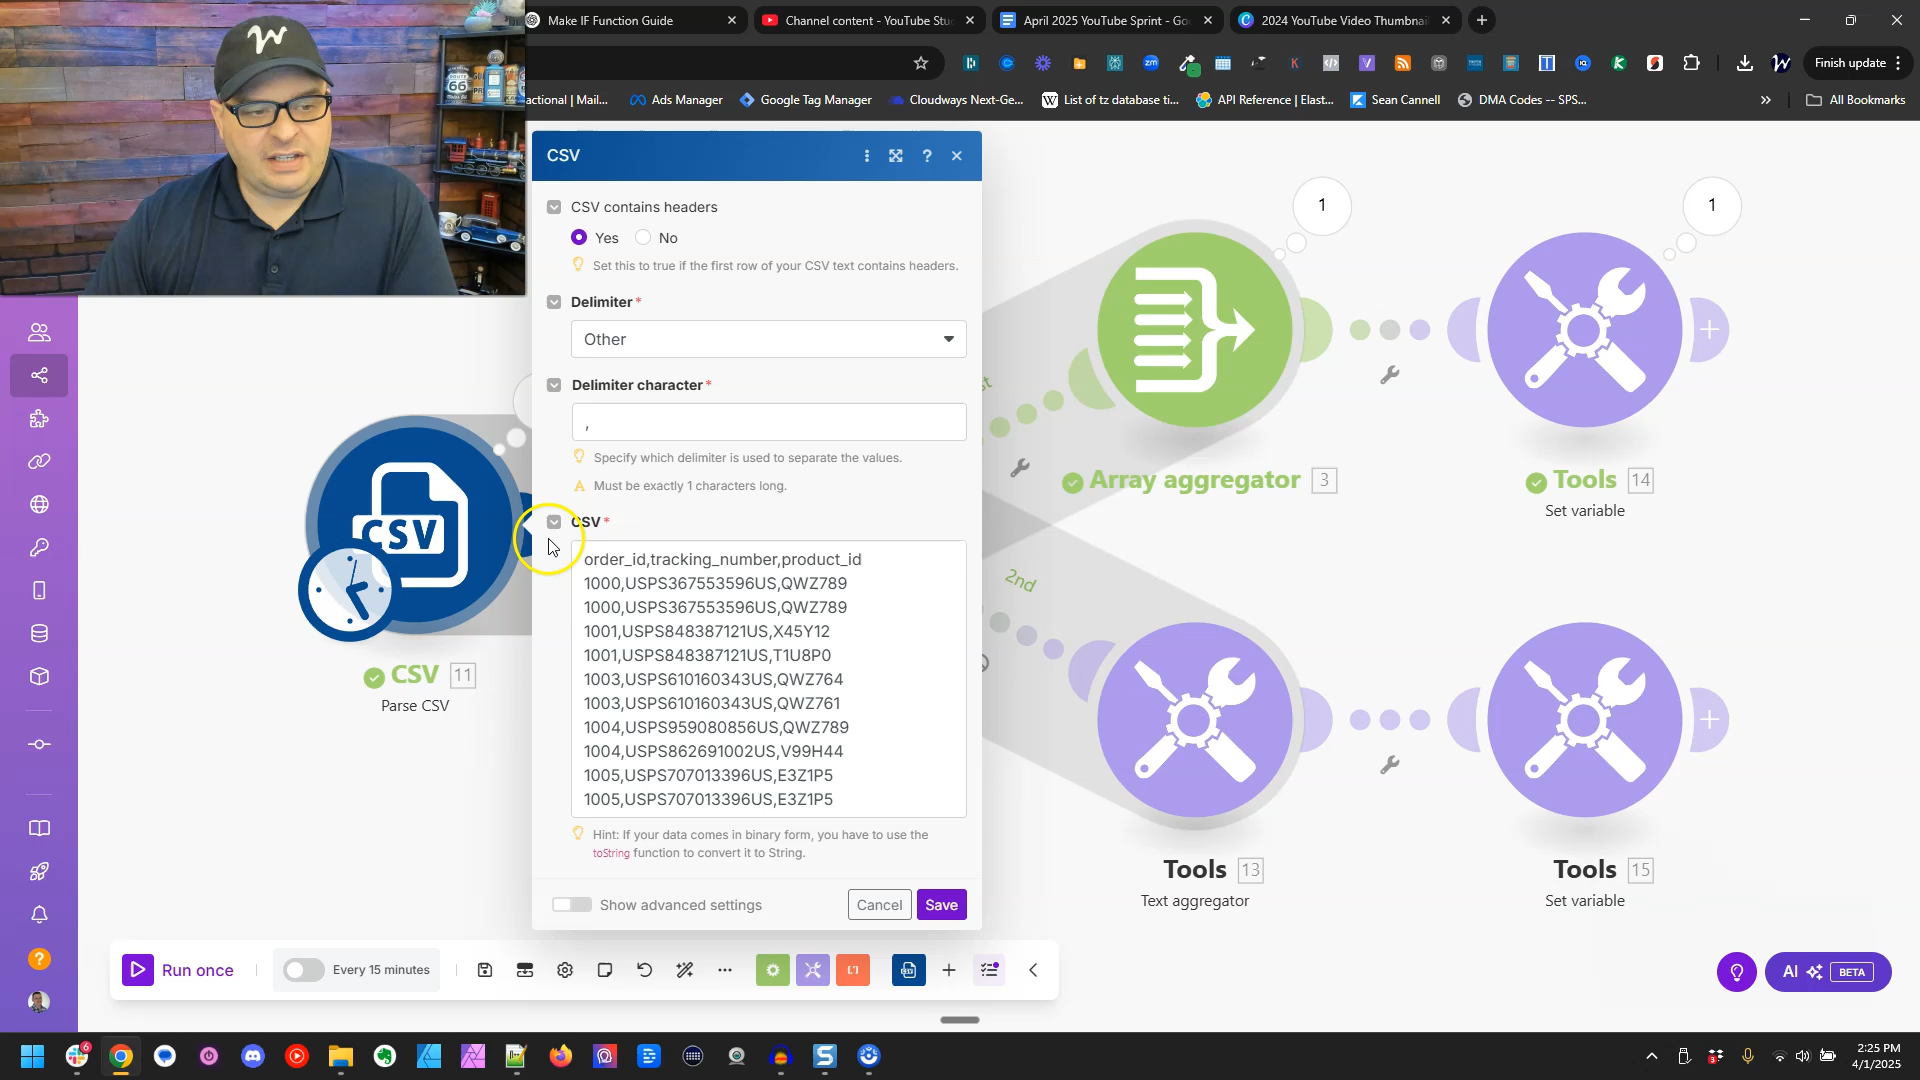 Make IF Function Guide
Channel content - YouTube Stu
April 2025 YouTube Sprint - Go
2024 YouTube Video Thumbnail
Finish update
actional | Mail...
Ads Manager
Google Tag Manager
Cloudways Next-Ge...
List of tz database ti...
API Reference | Elast...
Sean Cannell
DMA Codes -- SPS...
All Bookmarks
CSV
CSV contains headers
Yes
No
Set this to true if the first row of your CSV text contains headers.
Delimiter*
Other
Delimiter character*
,
Specify which delimiter is used to separate the values.
Must be exactly 1 characters long.
CSV*
order_id,tracking_number,product_id
1000,USPS367553596US,QWZ789
1000,USPS367553596US,QWZ789
1001,USPS848387121US,X45Y12
1001,USPS848387121US,T1U8P0
1003,USPS610160343US,QWZ764
1003,USPS610160343US,QWZ761
1004,USPS959080856US,QWZ789
1004,USPS862691002US,V99H44
1005,USPS707013396US,E3Z1P5
1005,USPS707013396US,E3Z1P5
Hint: If your data comes in binary form, you have to use the
toString function to convert it to String.
Show advanced settings
Cancel
Save
CSV
CSV 11
Parse CSV
1
1
Array aggregator 3
Tools 14
Set variable
2nd
Tools 13
Text aggregator
Tools 15
Set variable
Run once
Every 15 minutes
AI BETA
2:25 PM
4/1/2025